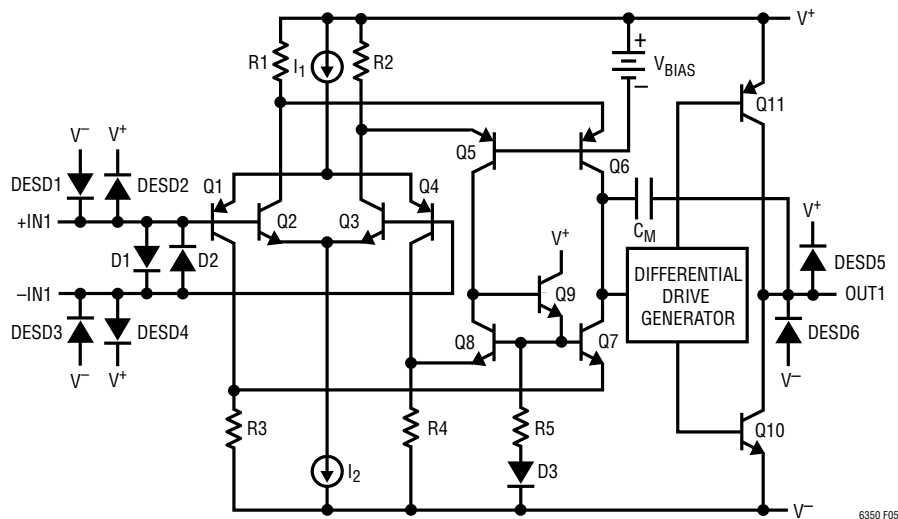 V+
R1
I1
R2
+
VBIAS
−
Q11
V− V+
Q5
Q6
DESD1
DESD2
Q1
Q4
+IN1
Q2
Q3
CM
V+
D1
D2
V+
DIFFERENTIAL
DRIVE
GENERATOR
DESD5
−IN1
OUT1
Q9
DESD3
DESD4
Q8
Q7
DESD6
V− V+
V−
R3
R4
R5
Q10
I2
D3
V−
6350 F05